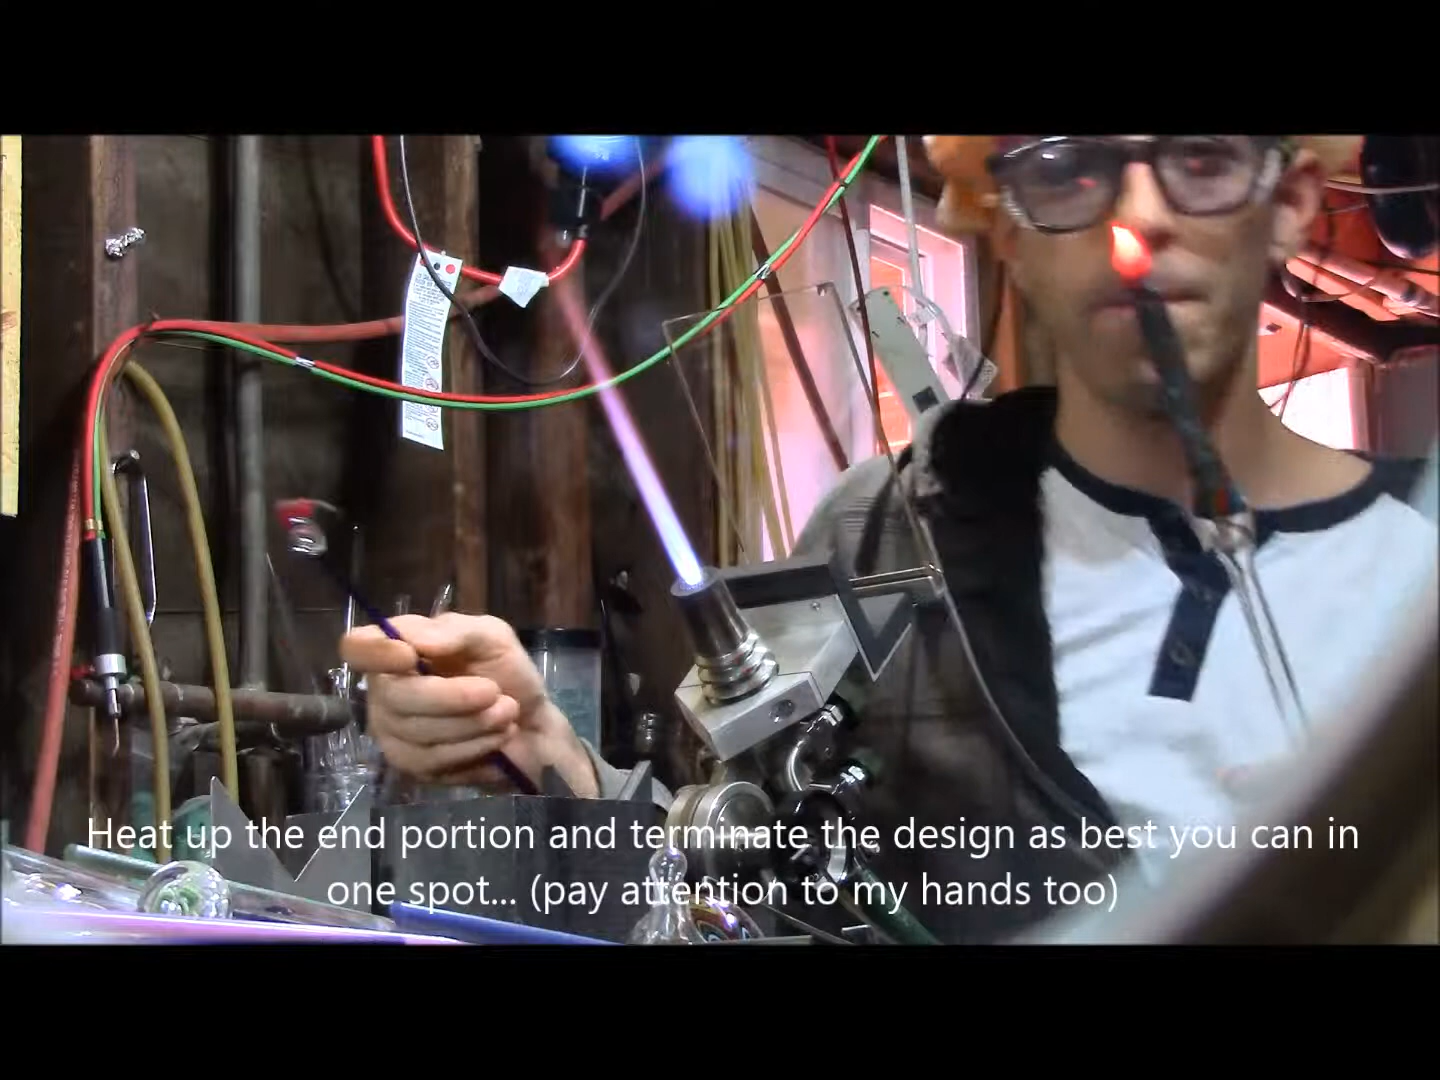 Heat up the end portion and terminate the design as best you can in
one spot... (pay attention to my hands too)